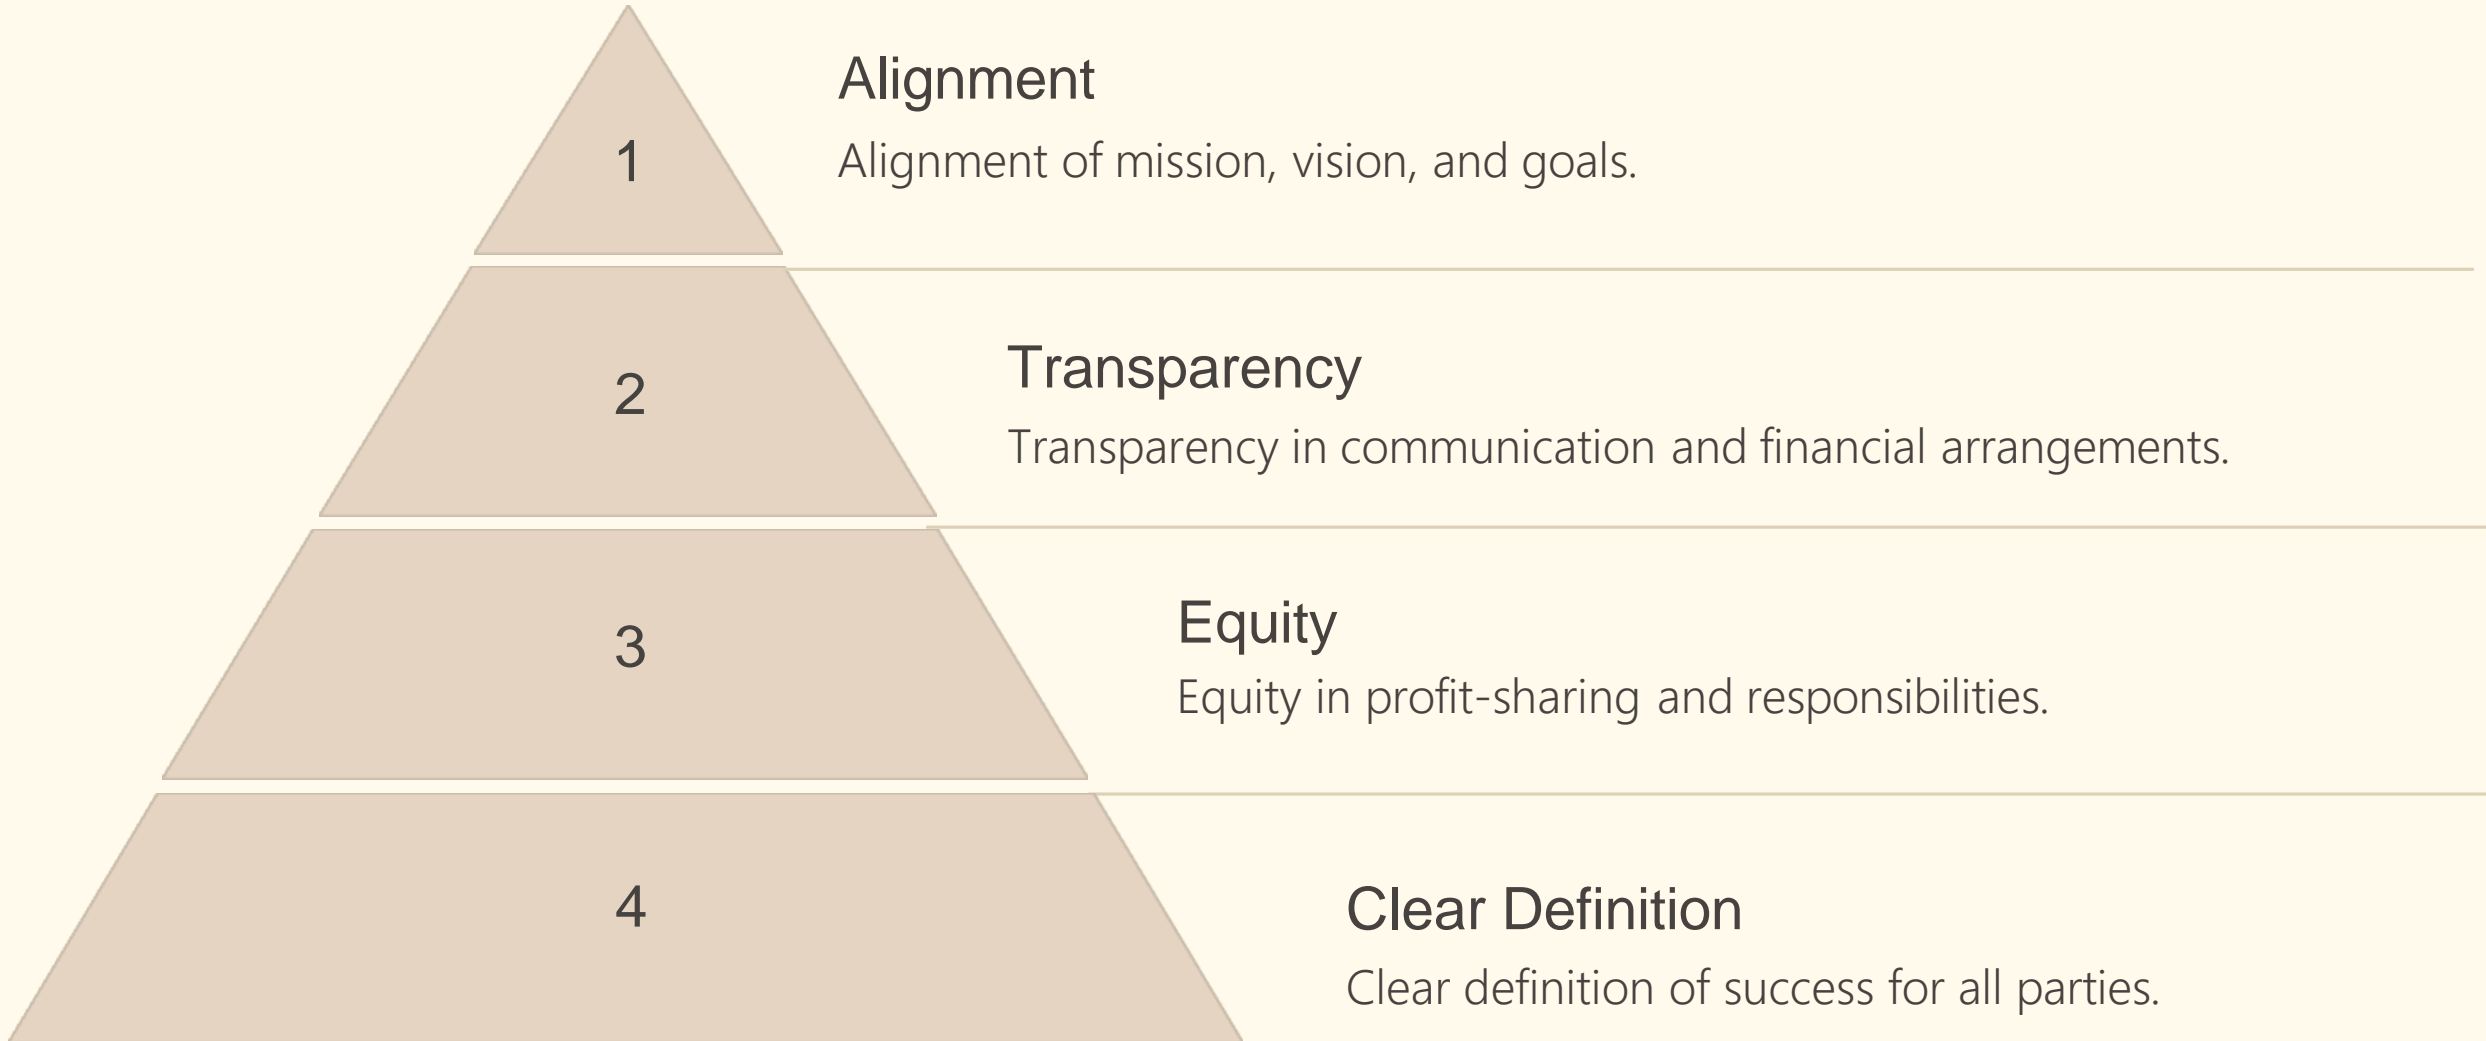 1
Alignment
Alignment of mission, vision, and goals.
2
Transparency
Transparency in communication and financial arrangements.
3
Equity
Equity in profit-sharing and responsibilities.
4
Clear Definition
Clear definition of success for all parties.